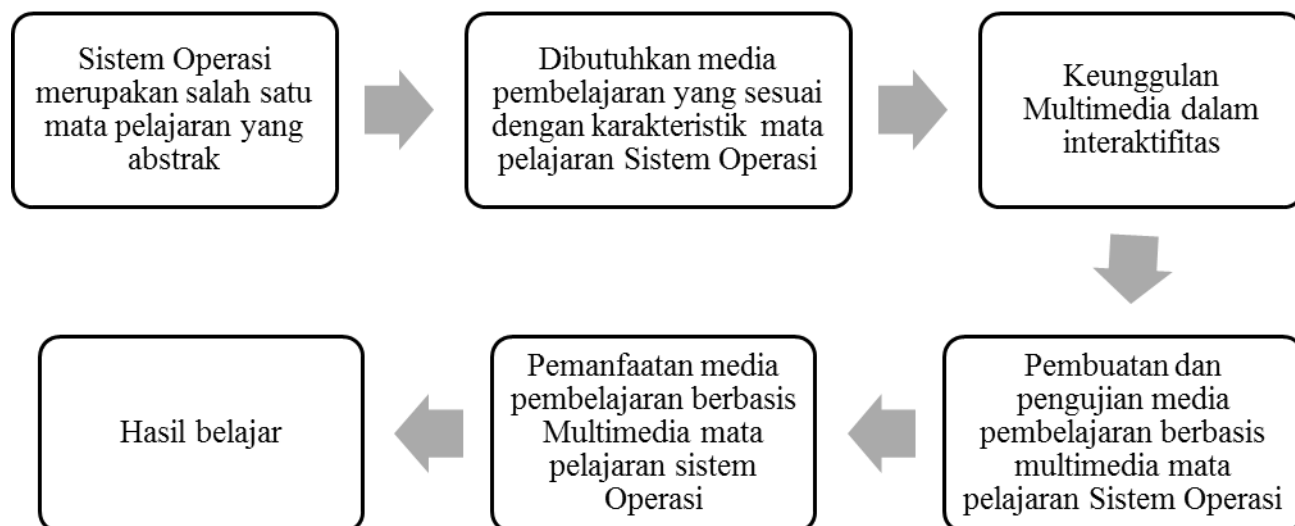 Sistem Operasi
merupakan salah satu
mata pelajaran yang
abstrak
Dibutuhkan media
pembelajaran yang sesuai
dengan karakteristik mata
pelajaran Sistem Operasi
Keunggulan
Multimedia dalam
interaktifitas
Pembuatan dan
pengujian media
pembelajaran berbasis
multimedia mata
pelajaran Sistem Operasi
Pemanfaatan media
pembelajaran berbasis
Multimedia mata
pelajaran sistem
Operasi
Hasil belajar